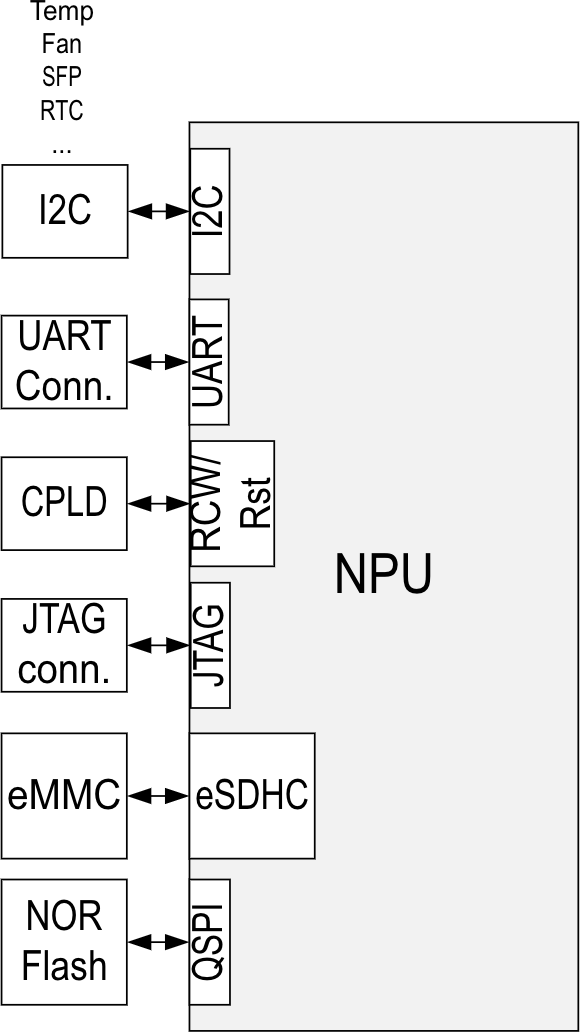 Temp
Fan
SFP
RTC
...
I2C
I2C
UART
Conn.
UART
CPLD
RCW/
Rst
NPU
JTAG
conn.
JTAG
eMMC
eSDHC
NOR
Flash
QSPI